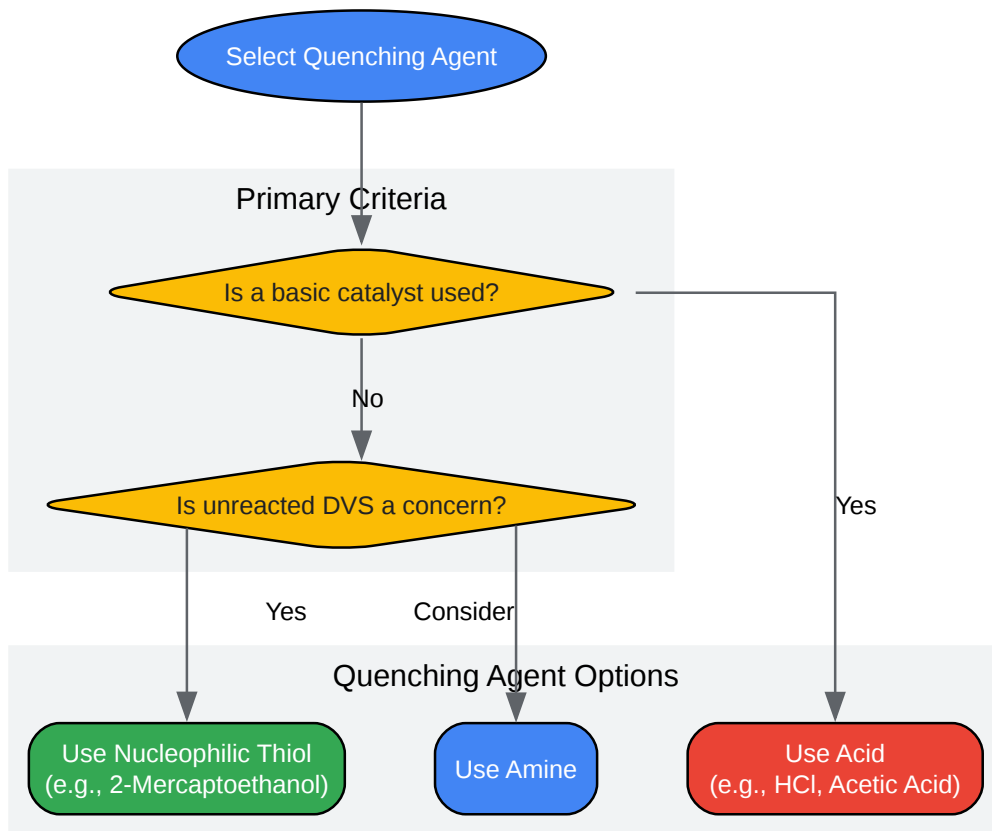 Select Quenching Agent
Primary Criteria
Is a basic catalyst used?
No
Is unreacted DVS a concern?
Yes
Yes
Consider
Quenching Agent Options
Use Nucleophilic Thiol
(e.g., 2-Mercaptoethanol)
Use Amine
Use Acid
(e.g., HCl, Acetic Acid)